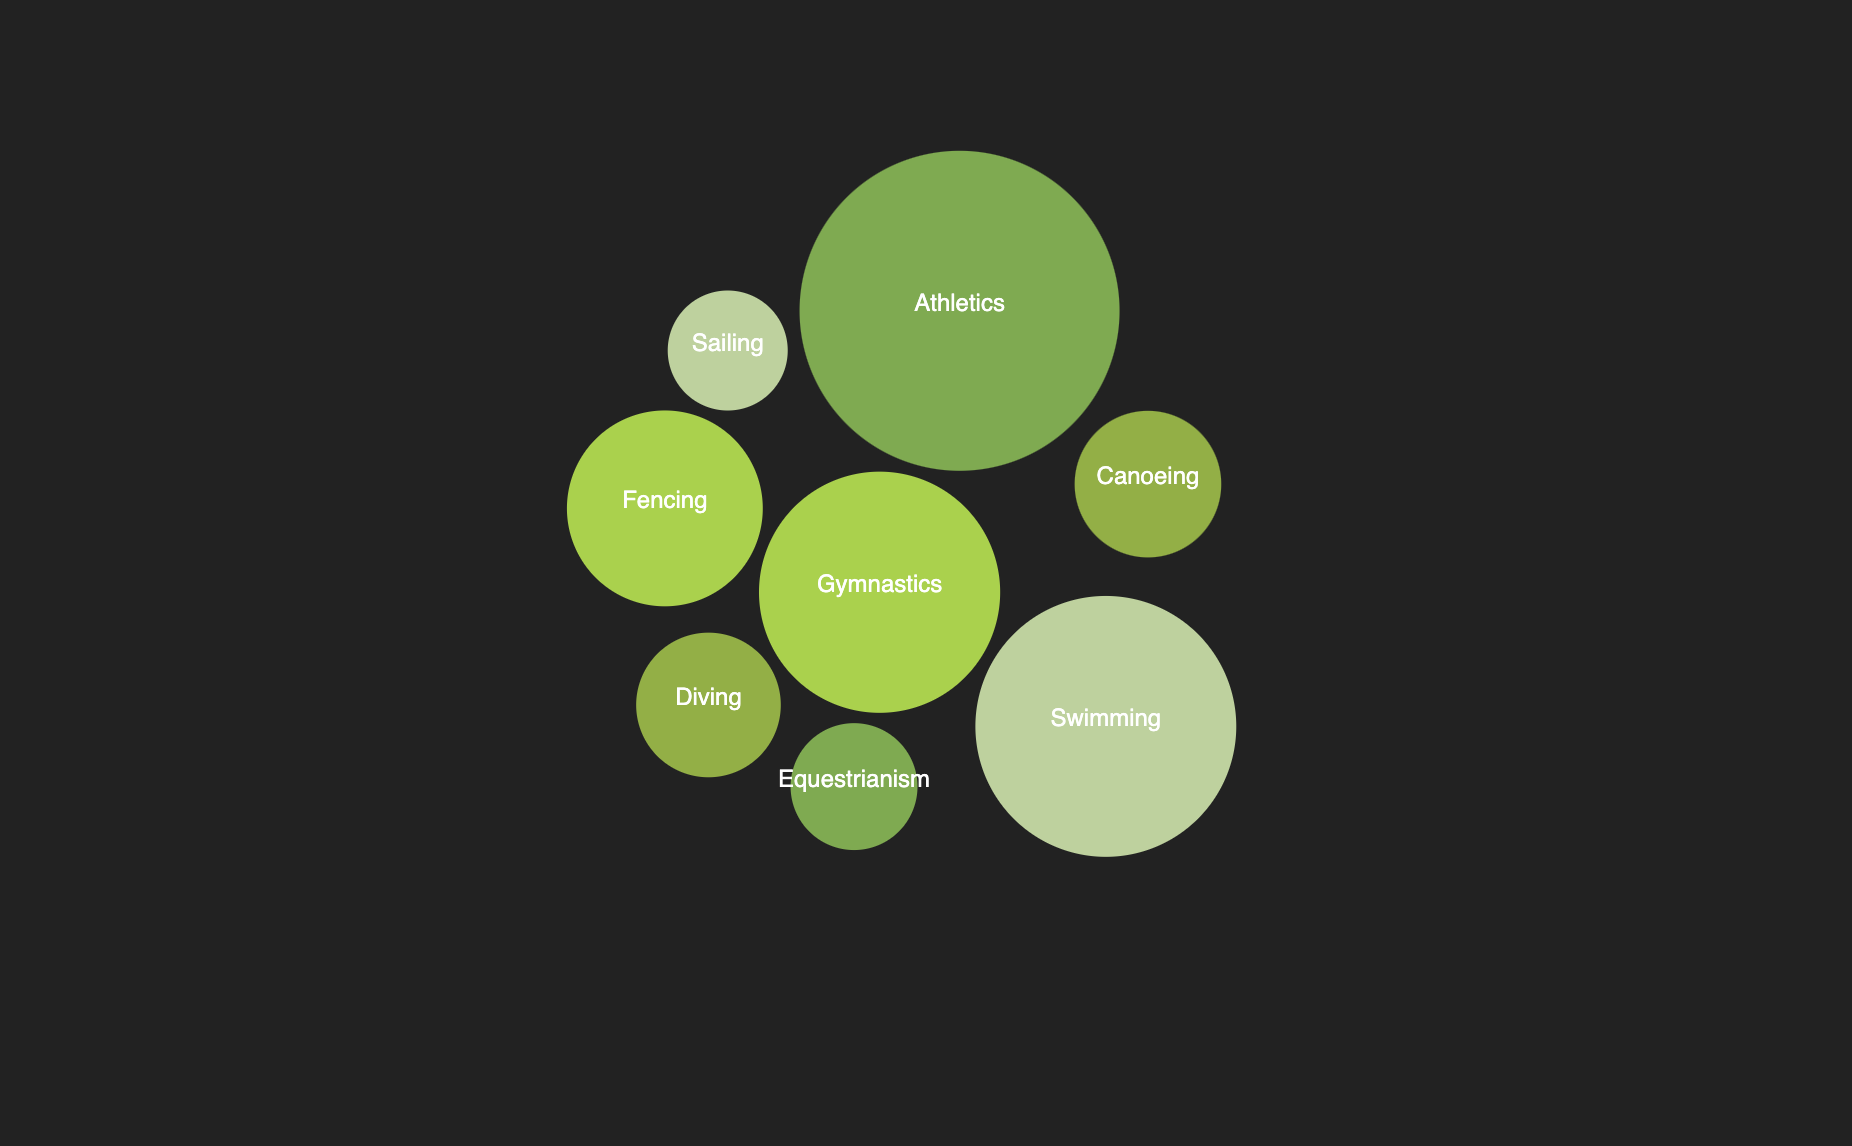 Athletics
Sailing
Canoeing
Fencing
Gymnastics
Diving
Swimming
Equestrianism